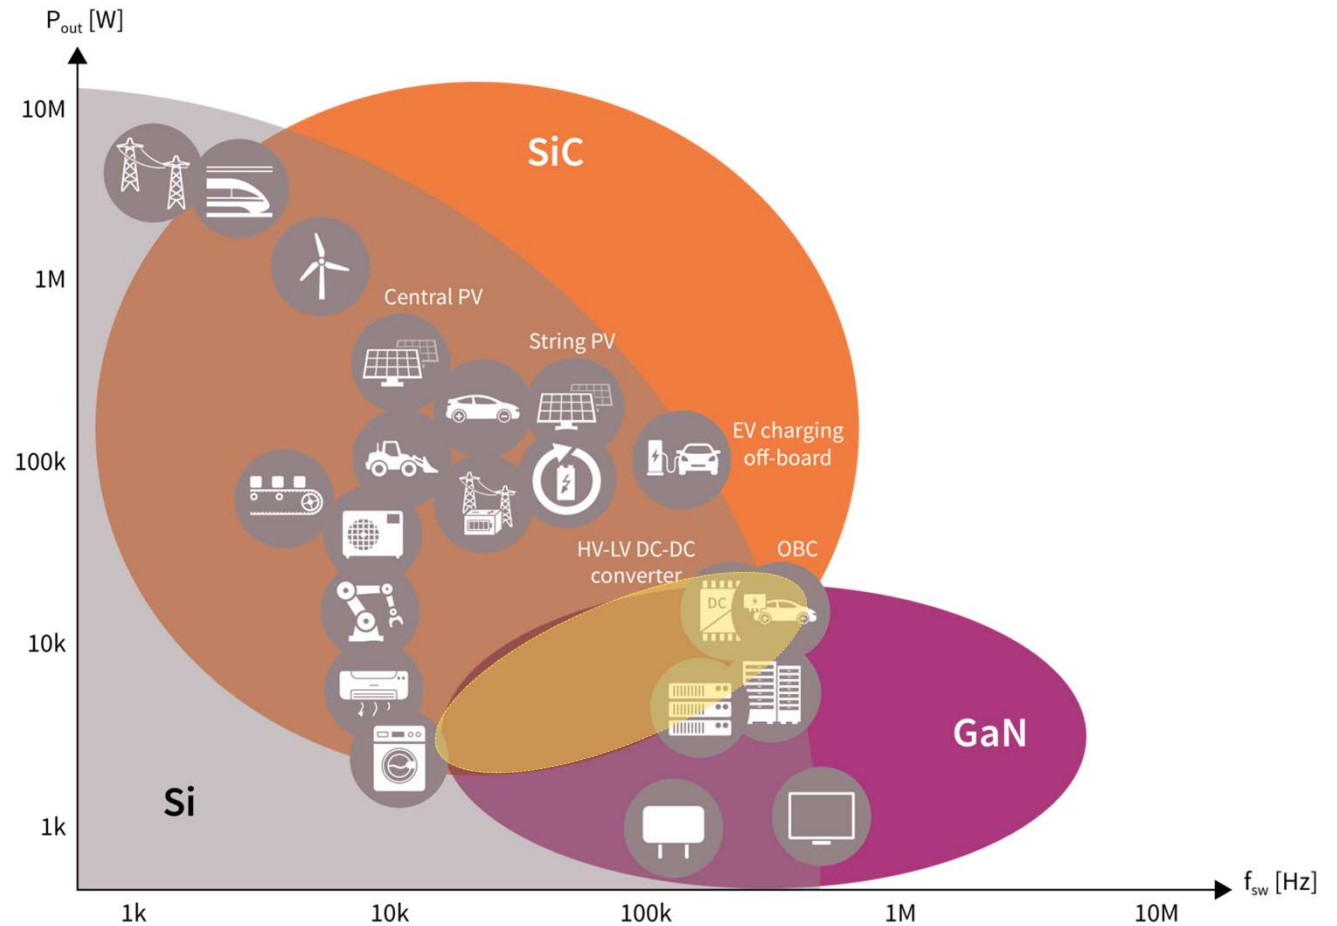 P_out [W]
10M
SiC
1M
Central PV
String PV
EV charging
off-board
100k
HV-LV DC-DC
converter
OBC
DC
10k
GaN
Si
1k
f_sw [Hz]
1k
10k
100k
1M
10M